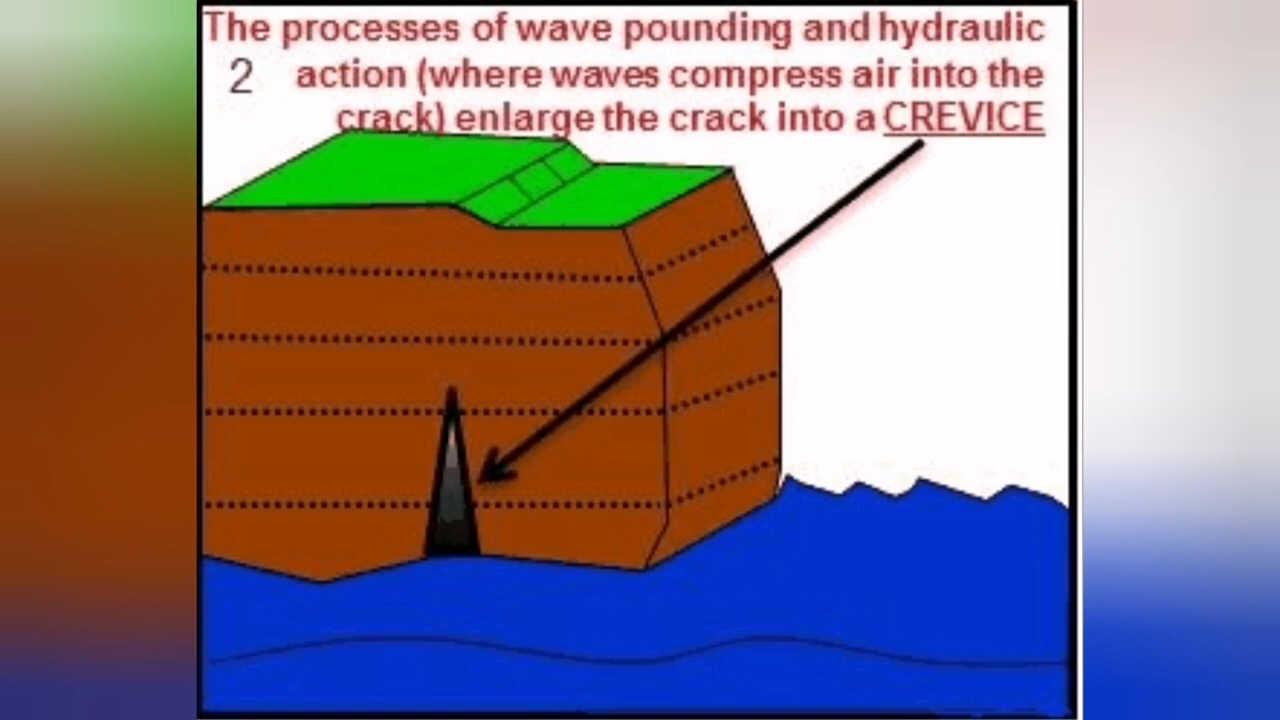 The processes of wave pounding and hydraulic
2 action (where waves compress air into the
crack) enlarge the crack into a CREVICE